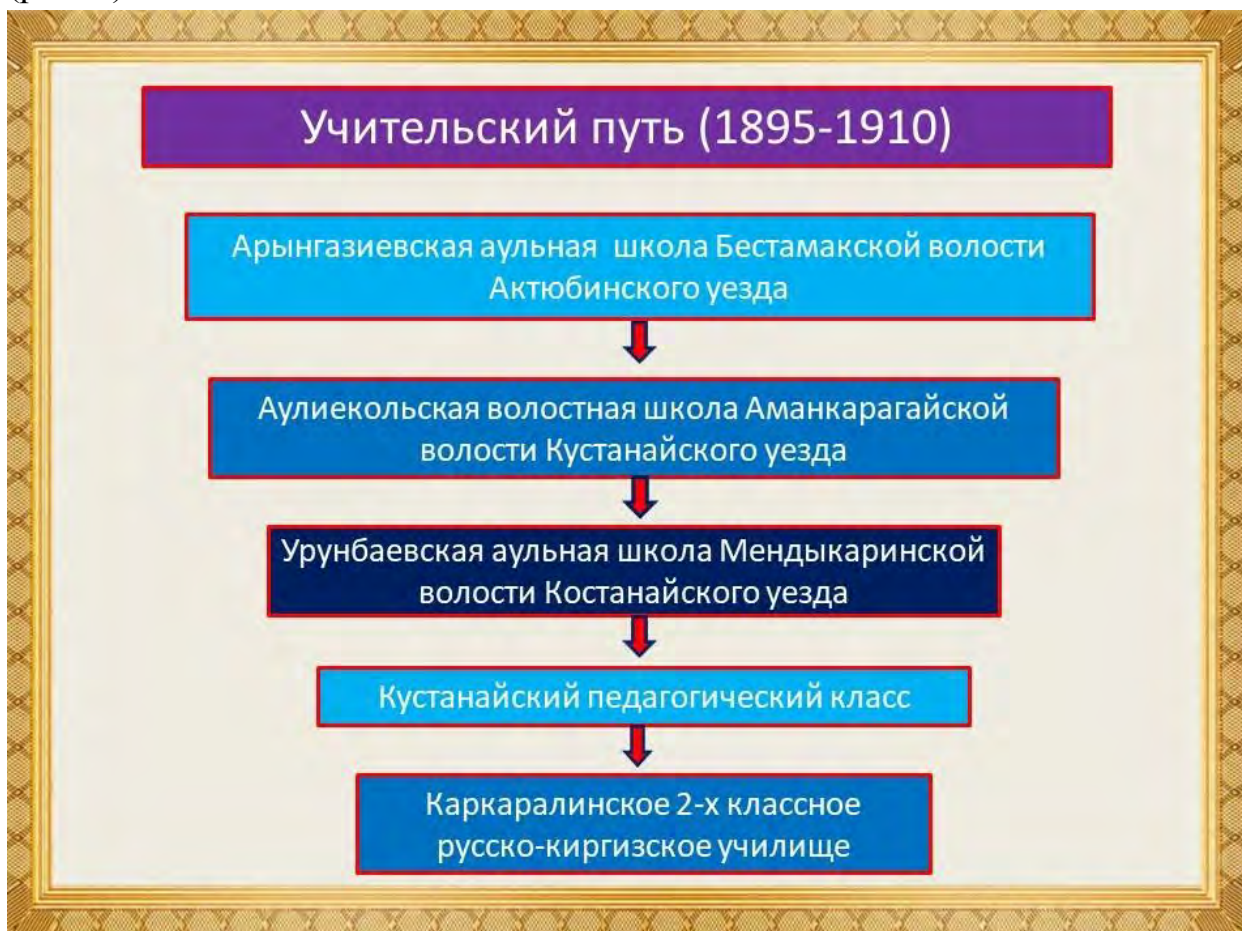 Учительский путь (1895-1910)
Арынгазиевская аульная школа Бестамакской волости
Актюбинского уезда
Аулиекольская волостная школа Аманкарагайской
волости Кустанайского уезда
Урунбаевская аульная школа Мендыкаринской
волости Костанайского уезда
Кустанайский педагогический класс
Каркаралинское 2-х классное
русско-киргизское училище